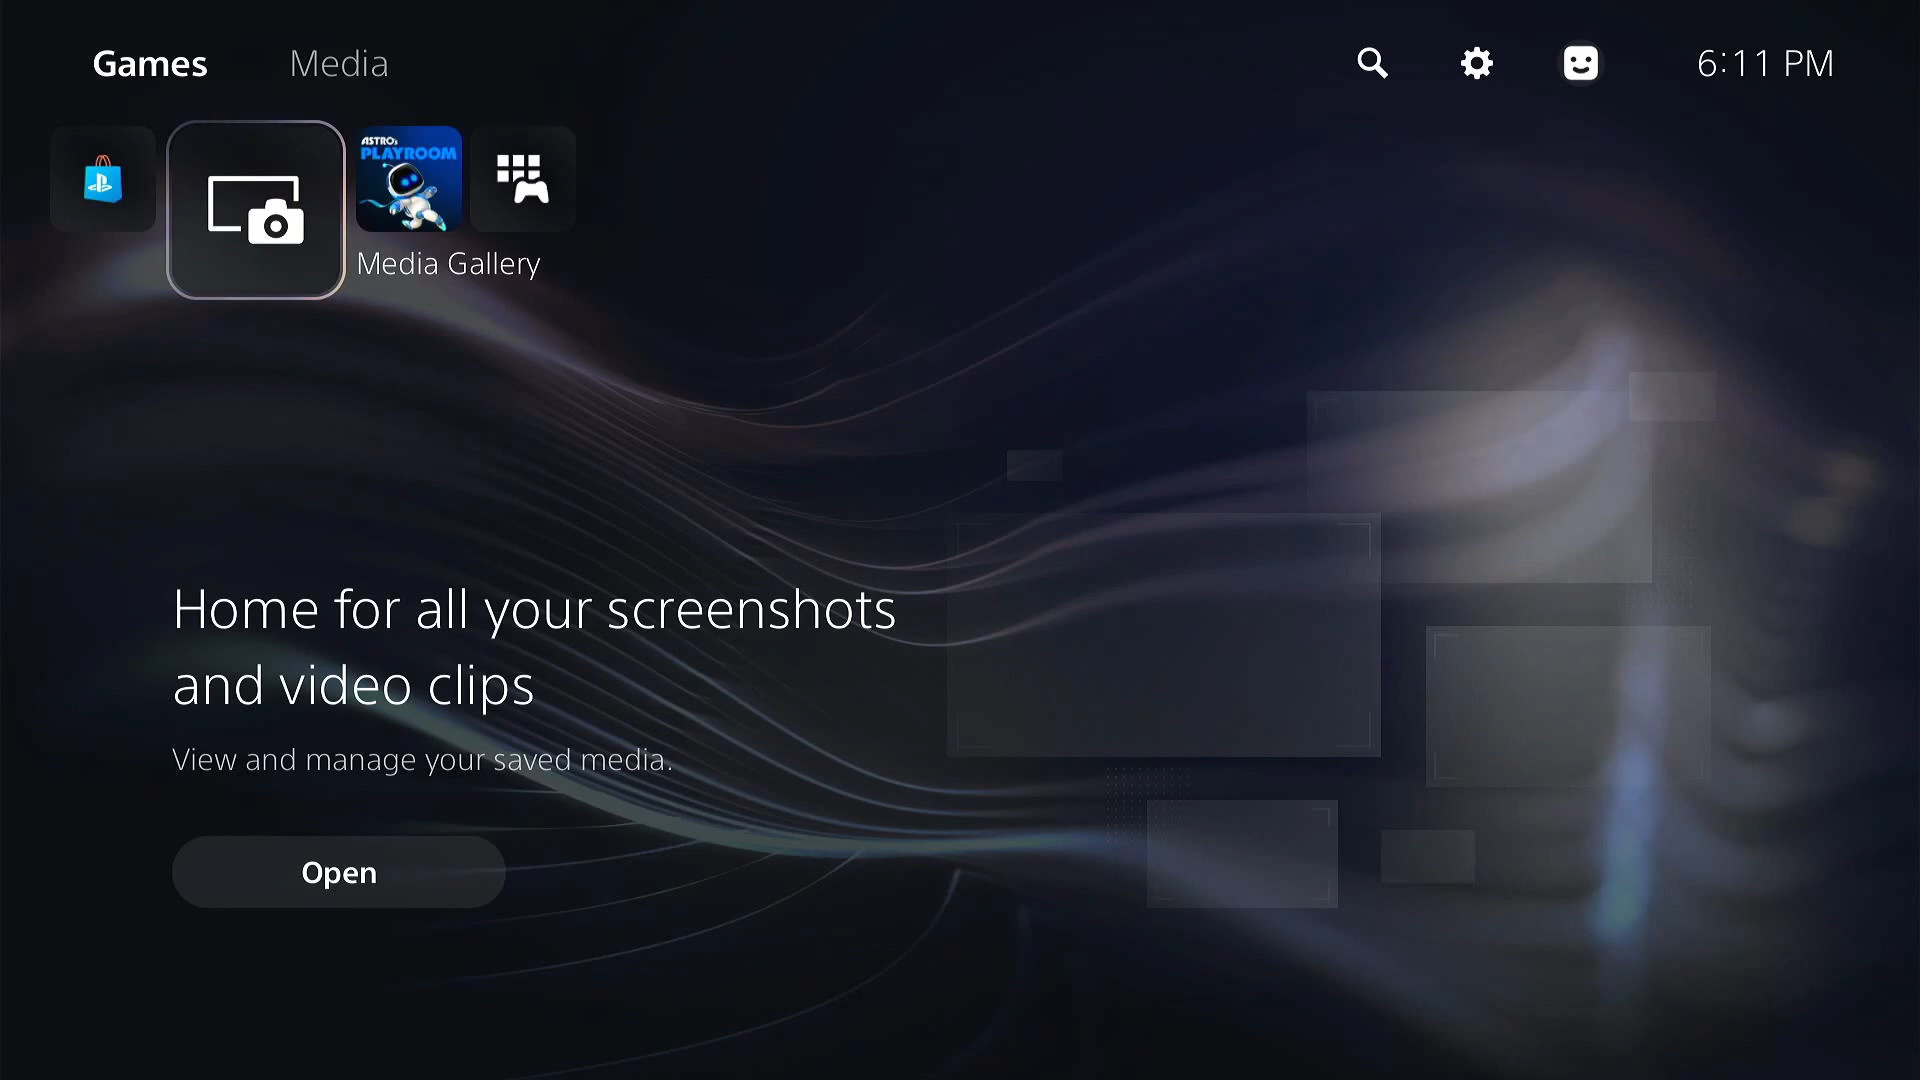 Games Media 6:11 PM
ASTRO's
PLAYROOM
Media Gallery
Home for all your screenshots
and video clips
View and manage your saved media.
Open